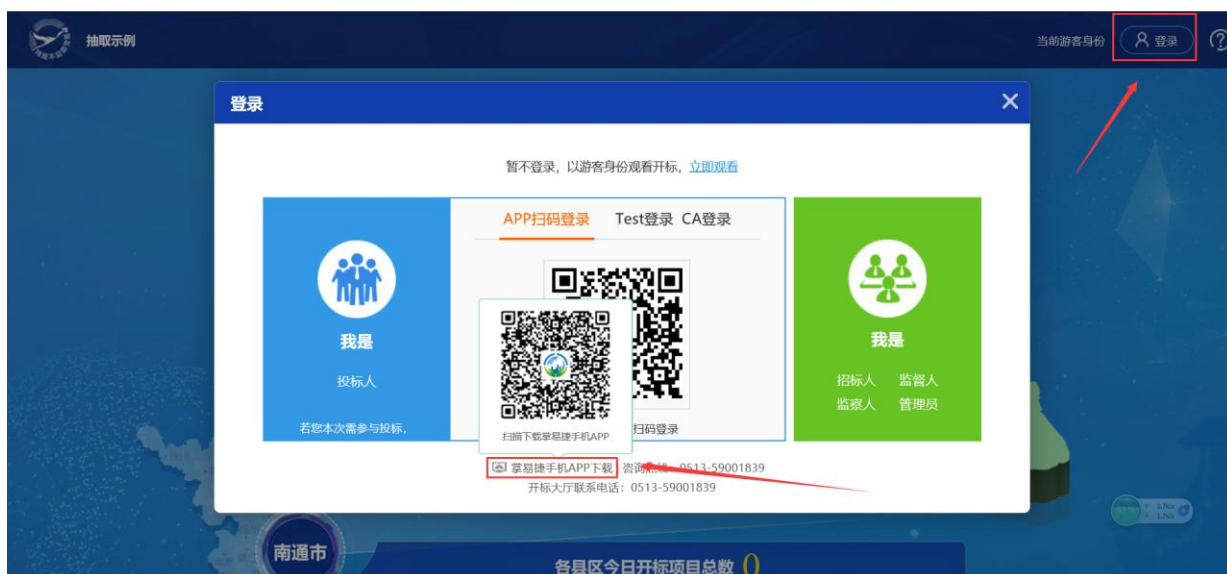 抽取示例
当前游客身份
登录
登录
暂不登录，以游客身份观看开标，立即观看
我是
投标人
若您本次需参与投标，
APP扫码登录 Test登录 CA登录
扫描下载掌易捷手机APP
扫码登录
我是
招标人 监督人
监察人 管理员
掌易捷手机APP下载 咨询热线：0513-59001839
开标大厅联系电话：0513-59001839
南通市
各县区今日开标项目总数 0